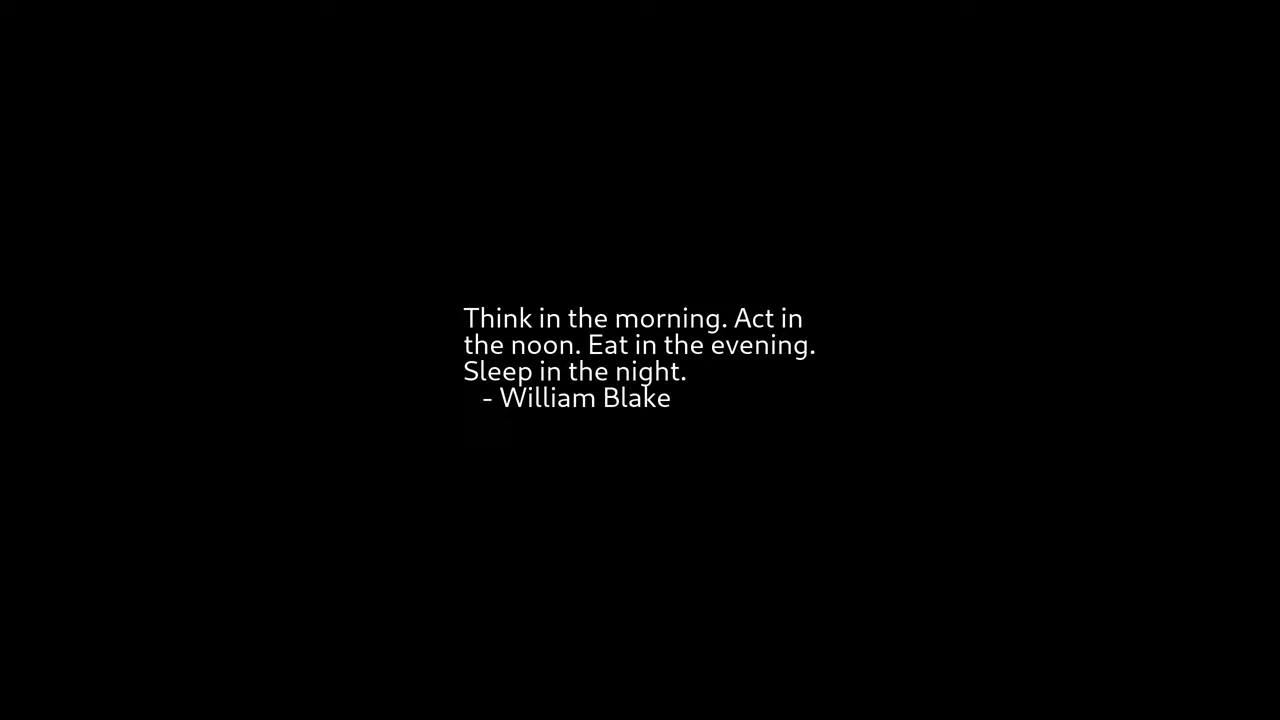 Think in the morning. Act in
the noon. Eat in the evening.
Sleep in the night.
- William Blake